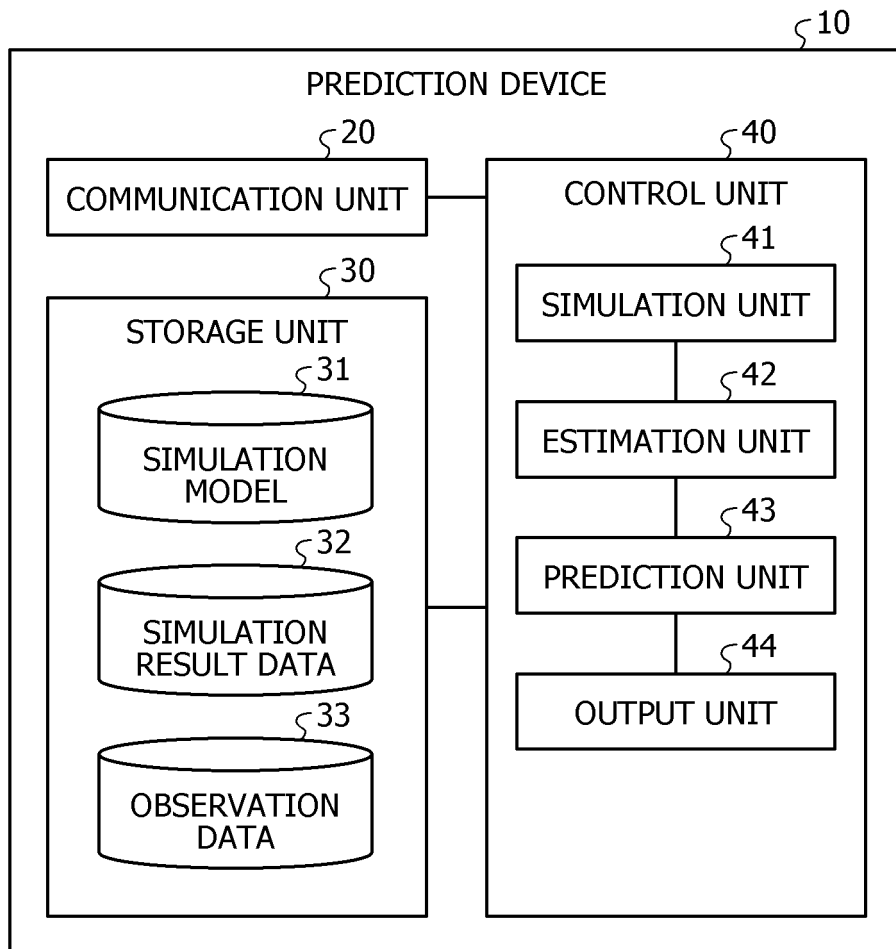 10
PREDICTION DEVICE
20
COMMUNICATION UNIT
30
STORAGE UNIT
31
SIMULATION
MODEL
32
SIMULATION
RESULT DATA
33
OBSERVATION
DATA
40
CONTROL UNIT
41
SIMULATION UNIT
42
ESTIMATION UNIT
43
PREDICTION UNIT
44
OUTPUT UNIT